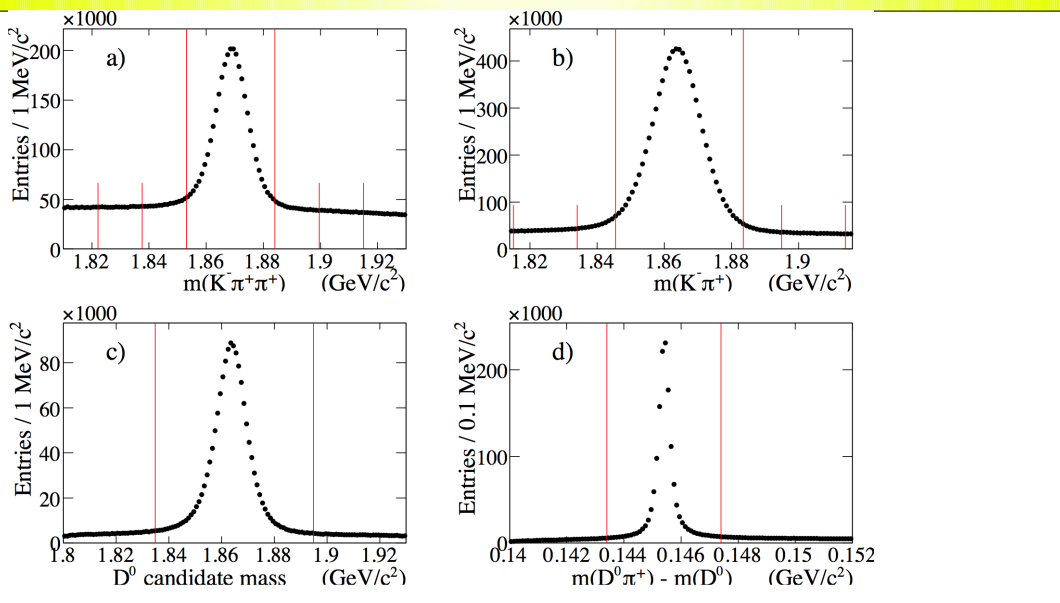 ×1000
Entries / 1 MeV/c²
a)
200
150
100
50
0
1.82 1.84 1.86 1.88 1.9 1.92
m(K⁻π⁺π⁺) (GeV/c²)
×1000
Entries / 1 MeV/c²
b)
400
300
200
100
0
1.82 1.84 1.86 1.88 1.9
m(K⁻π⁺) (GeV/c²)
×1000
Entries / 1 MeV/c²
c)
80
60
40
20
0
1.8 1.82 1.84 1.86 1.88 1.9 1.92
D⁰ candidate mass (GeV/c²)
×1000
Entries / 0.1 MeV/c²
d)
200
100
0
0.14 0.142 0.144 0.146 0.148 0.15 0.152
m(D⁰π⁺) - m(D⁰) (GeV/c²)